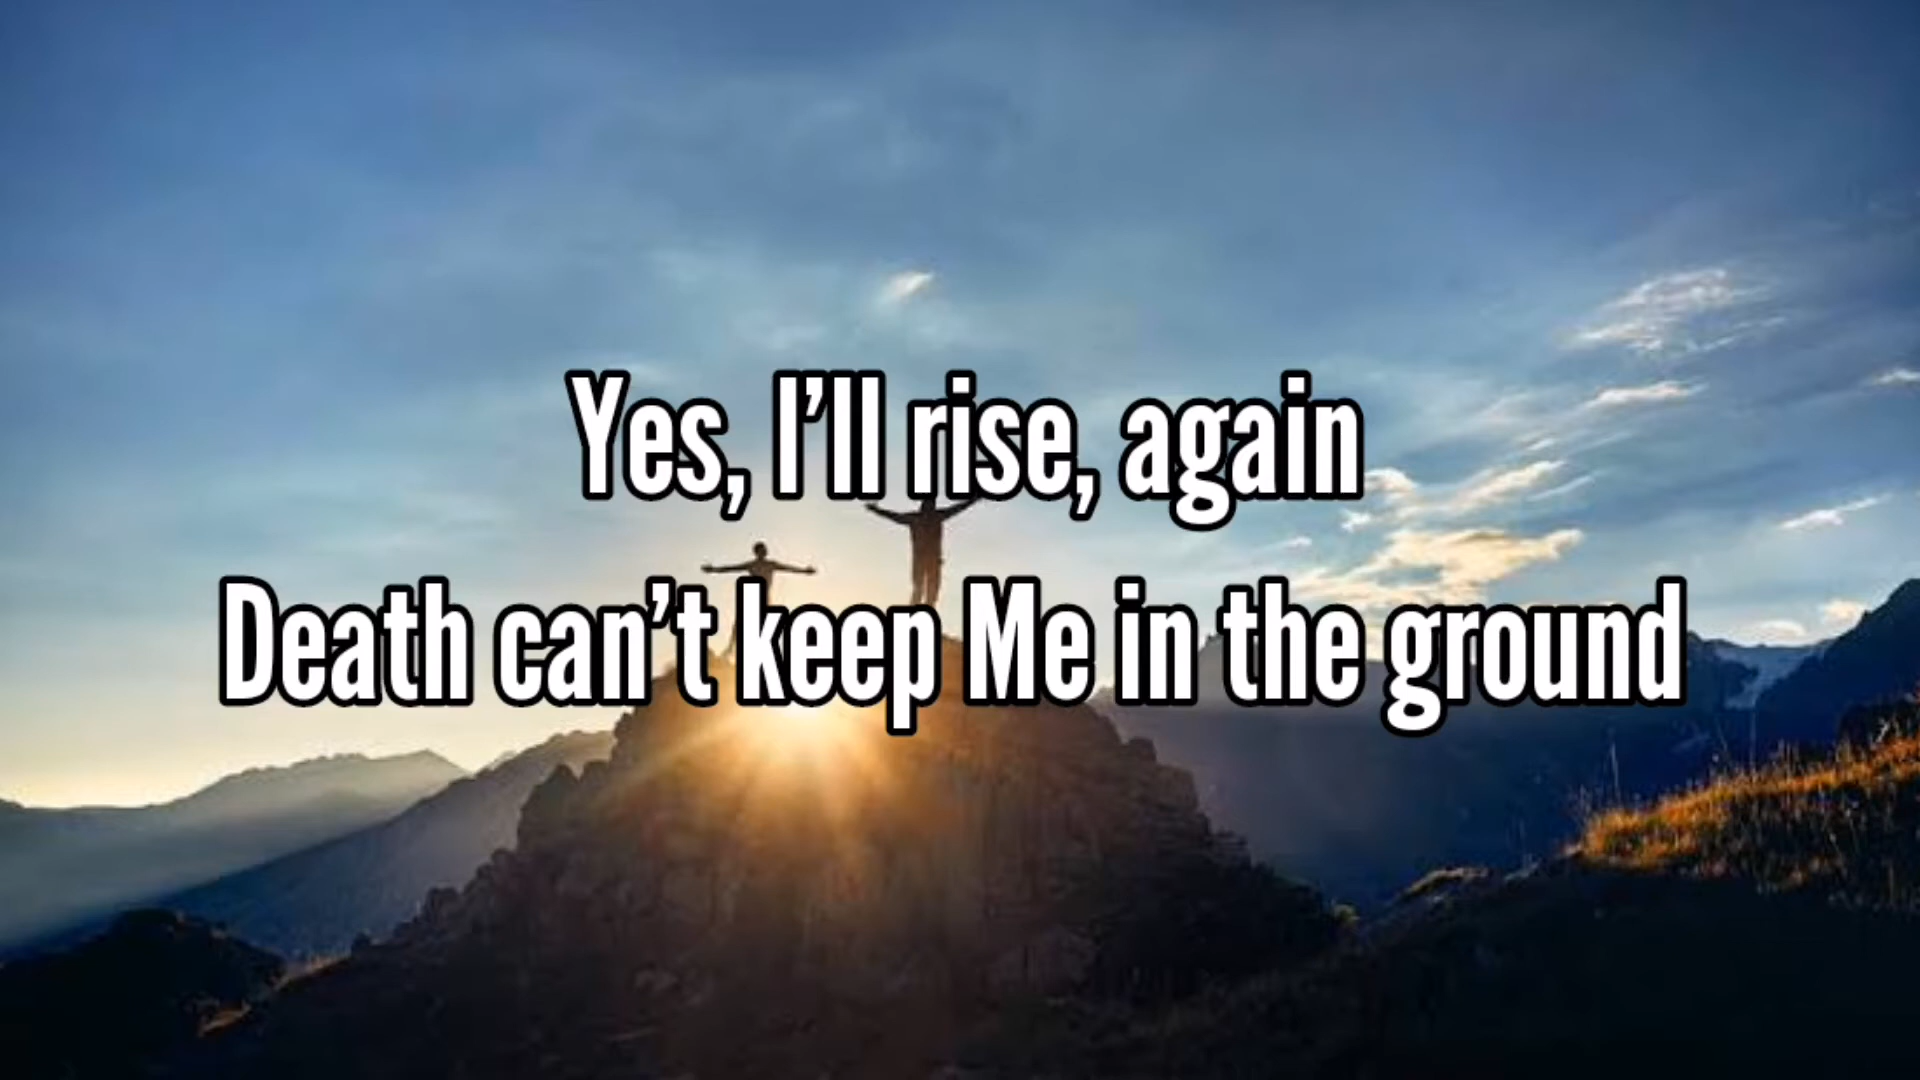 Yes, I’ll rise, again
Death can’t keep Me in the ground